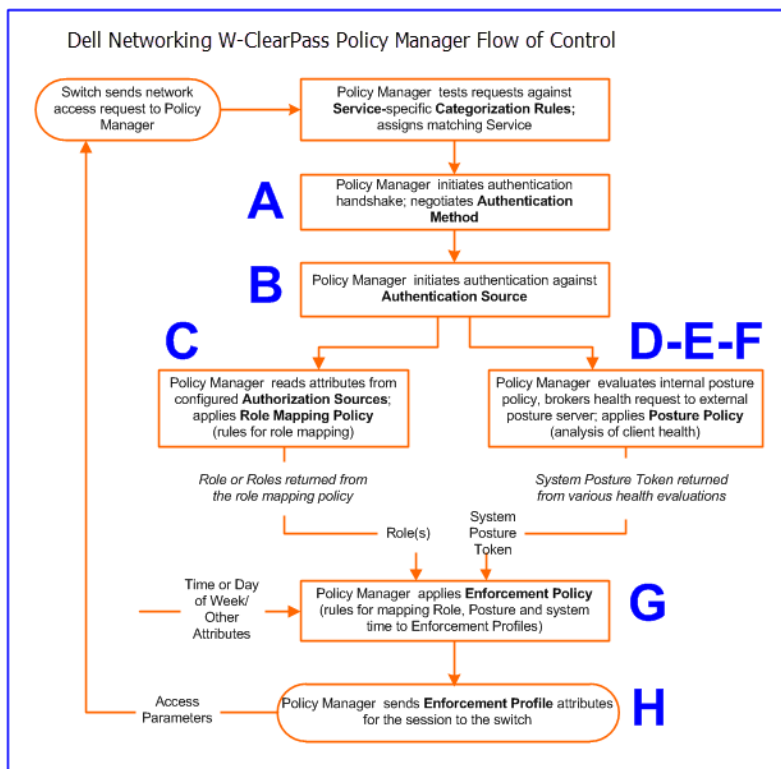 Dell Networking W-ClearPass Policy Manager Flow of Control
Switch sends network
access request to Policy
Manager
Policy Manager tests requests against
Service-specific Categorization Rules;
assigns matching Service
A
Policy Manager initiates authentication
handshake; negotiates Authentication
Method
B
Policy Manager initiates authentication against
Authentication Source
C
Policy Manager reads attributes from
configured Authorization Sources;
applies Role Mapping Policy
(rules for role mapping)
D-E-F
Policy Manager evaluates internal posture
policy, brokers health request to external
posture server; applies Posture Policy
(analysis of client health)
Role or Roles returned from
the role mapping policy
System Posture Token returned
from various health evaluations
Role(s)
System
Posture
Token
Time or Day
of Week/
Other
Attributes
Policy Manager applies Enforcement Policy
(rules for mapping Role, Posture and system
time to Enforcement Profiles)
G
Access
Parameters
Policy Manager sends Enforcement Profile attributes
for the session to the switch
H